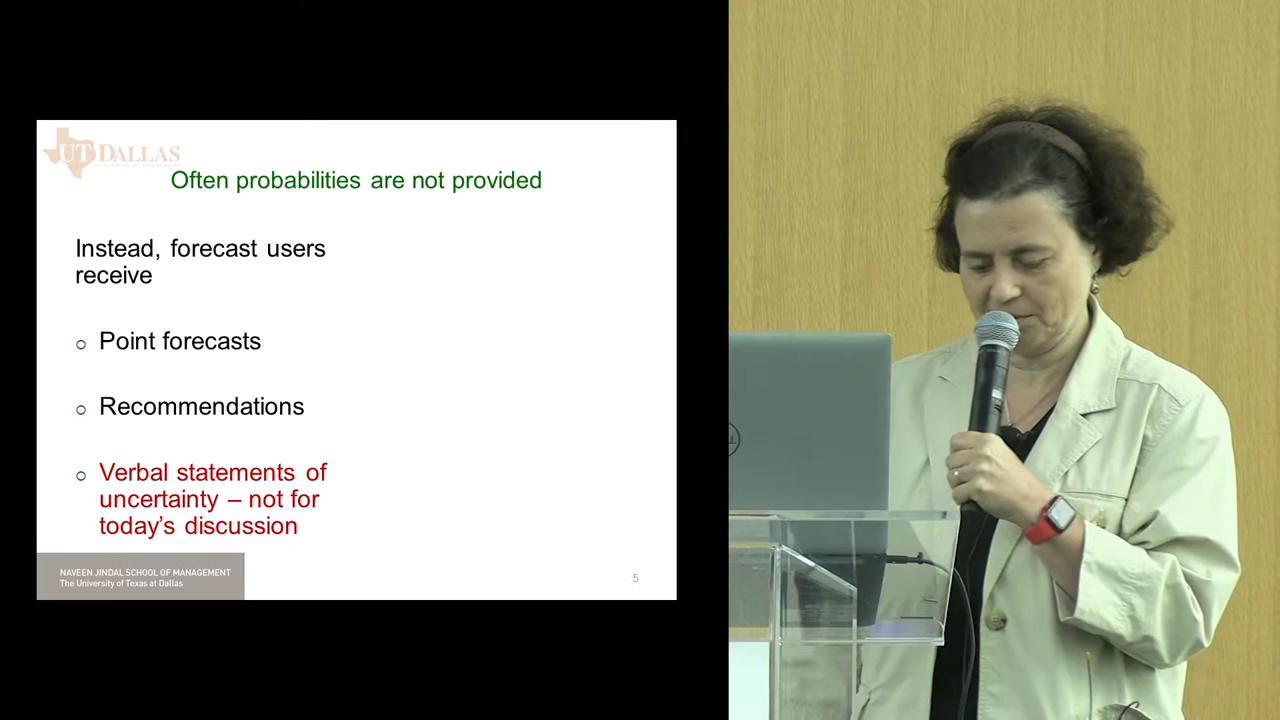 UT DALLAS
Often probabilities are not provided
Instead, forecast users
receive
Point forecasts
Recommendations
Verbal statements of
uncertainty – not for
today's discussion
NAVEEN JINDAL SCHOOL OF MANAGEMENT
The University of Texas at Dallas
5